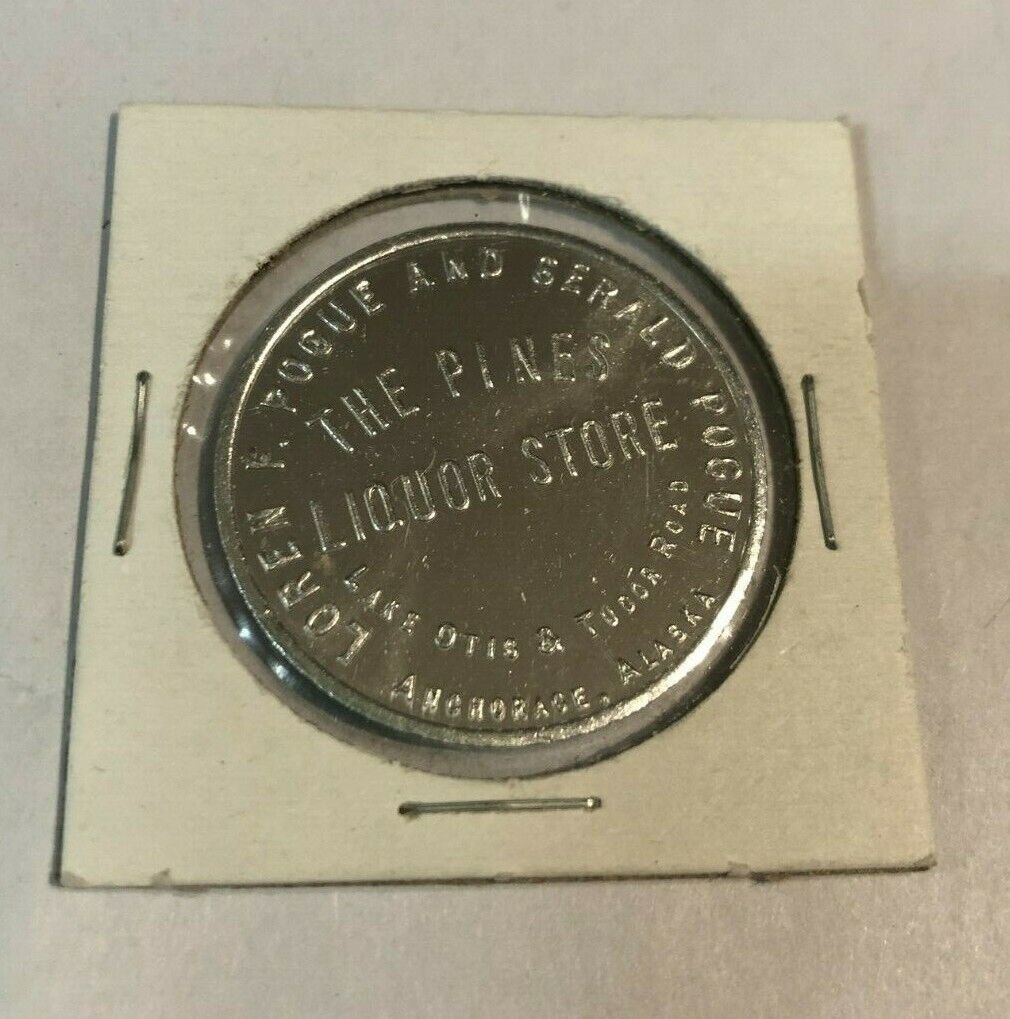 LOREN F. POGUE AND GERALD POGUE
THE PINES
LIQUOR STORE
LAKE OTIS & TUDOR ROAD
ANCHORAGE, ALASKA